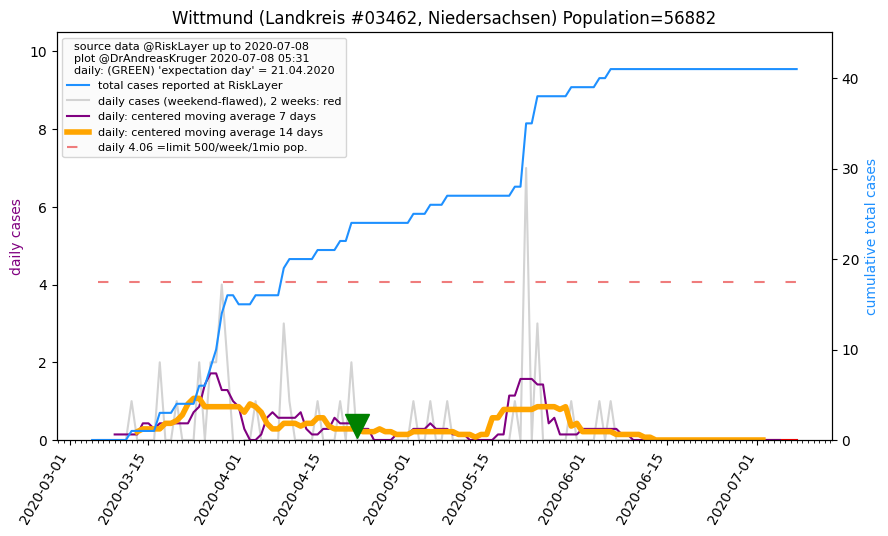 Wittmund (Landkreis #03462, Niedersachsen) Population=56882
source data @RiskLayer up to 2020-07-08
plot @DrAndreasKruger 2020-07-08 05:31
daily: (GREEN) 'expectation day' = 21.04.2020
total cases reported at RiskLayer
daily cases (weekend-flawed), 2 weeks: red
daily: centered moving average 7 days
daily: centered moving average 14 days
daily 4.06 =limit 500/week/1mio pop.
daily cases
10
8
6
4
2
0
cumulative total cases
40
30
20
10
0
2020-03-01
2020-03-15
2020-04-01
2020-04-15
2020-05-01
2020-05-15
2020-06-01
2020-06-15
2020-07-01